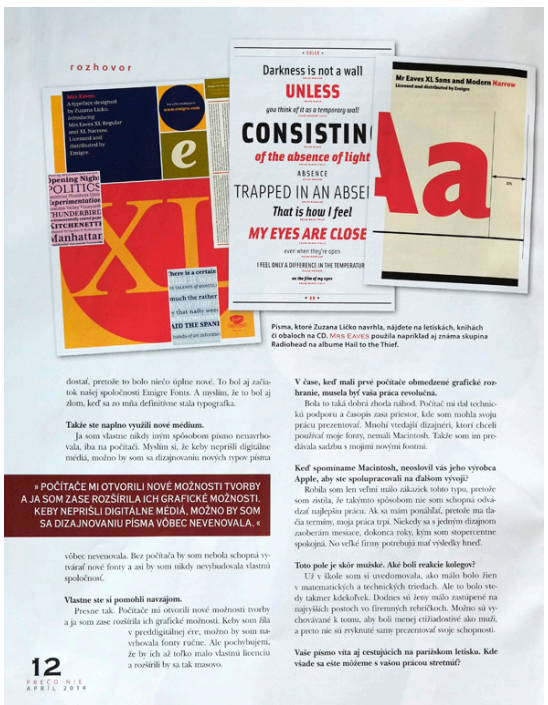 rozhovor
Mrs Eaves.
A typeface designed
by Zuzana Licko.
Introducing
Mrs Eaves XL Regular
and XL Narrow.
Licensed and
distributed by
Emigre.
www.emigre.com
e
Opening Night
POLITICS
Experimentation
THUNDERBIRD
KITCHENETTE
Manhattan
XL
There is a certain
much the rather
y that nally went
AID THE SPANI
Darkness is not a wall
UNLESS
you think of it as a temporary wall
CONSISTIN
of the absence of light
ABSENCE
TRAPPED IN AN ABSEN
That is how I feel
MY EYES ARE CLOSE
even when they're open
I FEEL ONLY A DIFFERENCE IN THE TEMPERATUR
on the film of my eyes
Mr Eaves XL Sans and Modern Narrow
Licensed and distributed by Emigre
Aa
Písma, ktoré Zuzana Ličko navrhla, nájdete na letiskách, knihách
či obaloch na CD. MRS EAVES použila napríklad aj známa skupina
Radiohead na albume Hail to the Thief.
dostať, pretože to bolo niečo úplne nové. To bol aj začia-
tok našej spoločnosti Emigre Fonts. A myslím, že to bol aj
zlom, keď sa zo mňa definitívne stala typografka.
Takže ste naplno využili nové médium.
Ja som vlastne nikdy iným spôsobom písmo nenavrho-
vala, iba na počítači. Myslím si, že keby neprišli digitálne
médiá, možno by som sa dizajnovaniu nových typov písma
» POČÍTAČE MI OTVORILI NOVÉ MOŽNOSTI TVORBY
A JA SOM ZASE ROZŠÍRILA ICH GRAFICKÉ MOŽNOSTI.
KEBY NEPRIŠLI DIGITÁLNE MÉDIÁ, MOŽNO BY SOM
SA DIZAJNOVANIU PÍSMA VÔBEC NEVENOVALA. «
vôbec nevenovala. Bez počítača by som nebola schopná vy-
tvárať nové fonty a asi by som nikdy nevybudovala vlastnú
spoločnosť.
Vlastne ste si pomohli navzájom.
Presne tak. Počítače mi otvorili nové možnosti tvorby
a ja som zase rozšírila ich grafické možnosti. Keby som žila
v preddigitálnej ére, možno by som na-
vrhovala fonty ručne. Ale pochybujem,
že by ich až toľko malo vlastnú licenciu
a rozšírili by sa tak masovo.
V čase, keď mali prvé počítače obmedzené grafické roz-
hranie, musela byť vaša práca revolučná.
Bola to taká dobrá zhoda náhod. Počítač mi dal technic-
kú podporu a časopis zasa priestor, kde som mohla svoju
prácu prezentovať. Mnohí vtedajší dizajnéri, ktorí chceli
používať moje fonty, nemali Macintosh. Takže som im pre-
dávala sadzbu s mojimi novými fontmi.
Keď spomíname Macintosh, neoslovil vás jeho výrobca
Apple, aby ste spolupracovali na ďalšom vývoji?
Robila som len veľmi málo zákaziek tohto typu, pretože
som zistila, že takýmto spôsobom nie som schopná odvá-
dzať najlepšiu prácu. Ak sa mám ponáhľať, pretože ma tla-
čia termíny, moja práca trpí. Niekedy sa s jedným dizajnom
zaoberám mesiace, dokonca roky, kým som stopercentne
spokojná. No veľké firmy potrebujú mať výsledky hneď.
Toto pole je skôr mužské. Aké boli reakcie kolegov?
Už v škole som si uvedomovala, ako málo bolo žien
v matematických a technických triedach. Ale to bolo vte-
dy takmer kdekoľvek. Dodnes sú ženy málo zastúpené na
najvyšších postoch vo firemných rebríčkoch. Možno sú vy-
chovávané k tomu, aby boli menej ctižiadostivé ako muži,
a preto nie sú zvyknuté samy prezentovať svoje schopnosti.
Vaše písmo víta aj cestujúcich na parížskom letisku. Kde
všade sa ešte môžeme s vašou prácou stretnúť?
12
PREČO NIE
APRÍL 2014